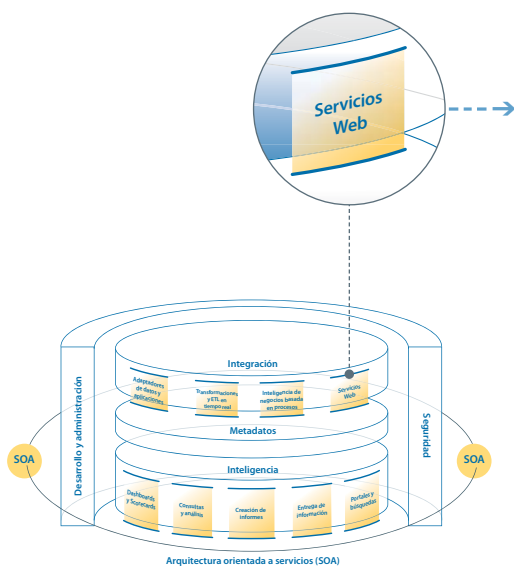 Servicios
Web
Integración
Adaptadores
de datos y
aplicaciones
Transformaciones
y ETL en
tiempo real
Inteligencia de
negocios basada
en procesos
Servicios
Web
Metadatos
Inteligencia
Dashboards
y Scorecards
Consultas
y análisis
Creación de
informes
Entrega de
información
Portales y
búsquedas
Desarrollo y administración
Seguridad
SOA
SOA
Arquitectura orientada a servicios (SOA)